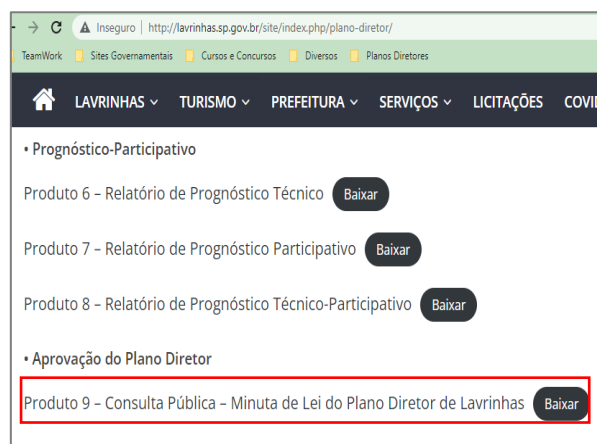 Inseguro | http://lavrinhas.sp.gov.br/site/index.php/plano-diretor/
TeamWork Sites Governamentais Cursos e Concursos Diversos Planos Diretores
LAVRINHAS TURISMO PREFEITURA SERVIÇOS LICITAÇÕES COVI
• Prognóstico-Participativo
Produto 6 – Relatório de Prognóstico Técnico Baixar
Produto 7 – Relatório de Prognóstico Participativo Baixar
Produto 8 – Relatório de Prognóstico Técnico-Participativo Baixar
• Aprovação do Plano Diretor
Produto 9 – Consulta Pública – Minuta de Lei do Plano Diretor de Lavrinhas Baixar